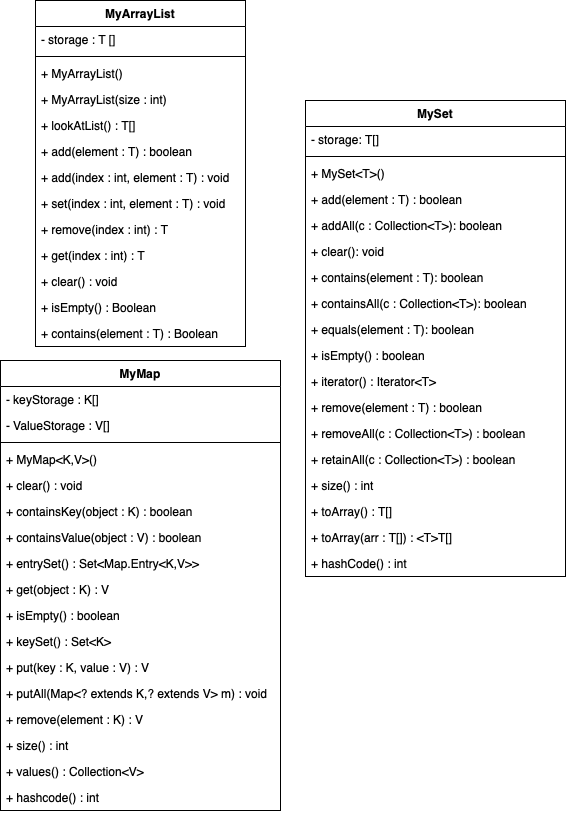 MyArrayList
- storage : T []
+ MyArrayList()
+ MyArrayList(size : int)
+ lookAtList() : T[]
+ add(element : T) : boolean
+ add(index : int, element : T) : void
+ set(index : int, element : T) : void
+ remove(index : int) : T
+ get(index : int) : T
+ clear() : void
+ isEmpty() : Boolean
+ contains(element : T) : Boolean
MySet
- storage: T[]
+ MySet<T>()
+ add(element : T) : boolean
+ addAll(c : Collection<T>): boolean
+ clear(): void
+ contains(element : T): boolean
+ containsAll(c : Collection<T>): boolean
+ equals(element : T): boolean
+ isEmpty() : boolean
+ iterator() : Iterator<T>
+ remove(element : T) : boolean
+ removeAll(c : Collection<T>) : boolean
+ retainAll(c : Collection<T>) : boolean
+ size() : int
+ toArray() : T[]
+ toArray(arr : T[]) : <T>T[]
+ hashCode() : int
MyMap
- keyStorage : K[]
- ValueStorage : V[]
+ MyMap<K,V>()
+ clear() : void
+ containsKey(object : K) : boolean
+ containsValue(object : V) : boolean
+ entrySet() : Set<Map.Entry<K,V>>
+ get(object : K) : V
+ isEmpty() : boolean
+ keySet() : Set<K>
+ put(key : K, value : V) : V
+ putAll(Map<? extends K,? extends V> m) : void
+ remove(element : K) : V
+ size() : int
+ values() : Collection<V>
+ hashcode() : int